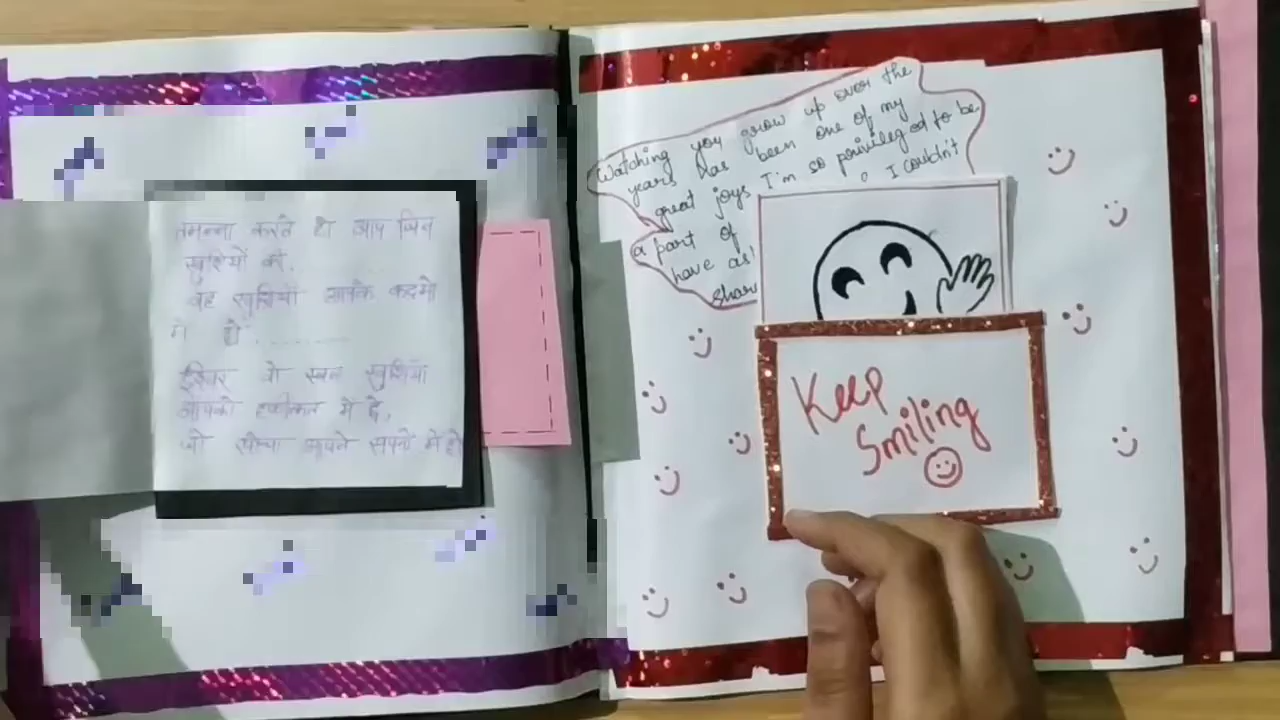 तमन्ना करते हो आप जिन
खुशियों की,
वह खुशियाँ आपके कदमो
मे हो.
ईश्वर वो सब खुशियाँ
आपको हकीकत में दे,
जो सोचा आपने सपनो में हो
Watching you grow up over the
years has been one of my
great joys I'm so privileged to be
a part of I couldn't
have as
shar
Keep
Smiling